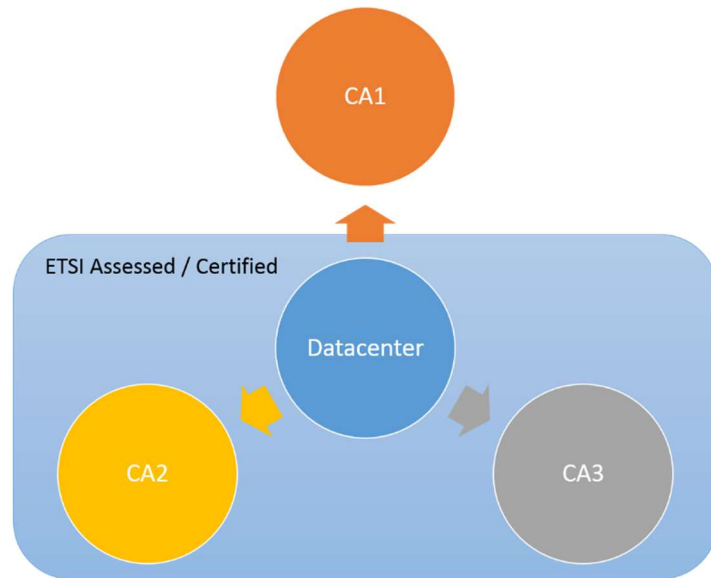 CA1
ETSI Assessed / Certified
Datacenter
CA2
CA3